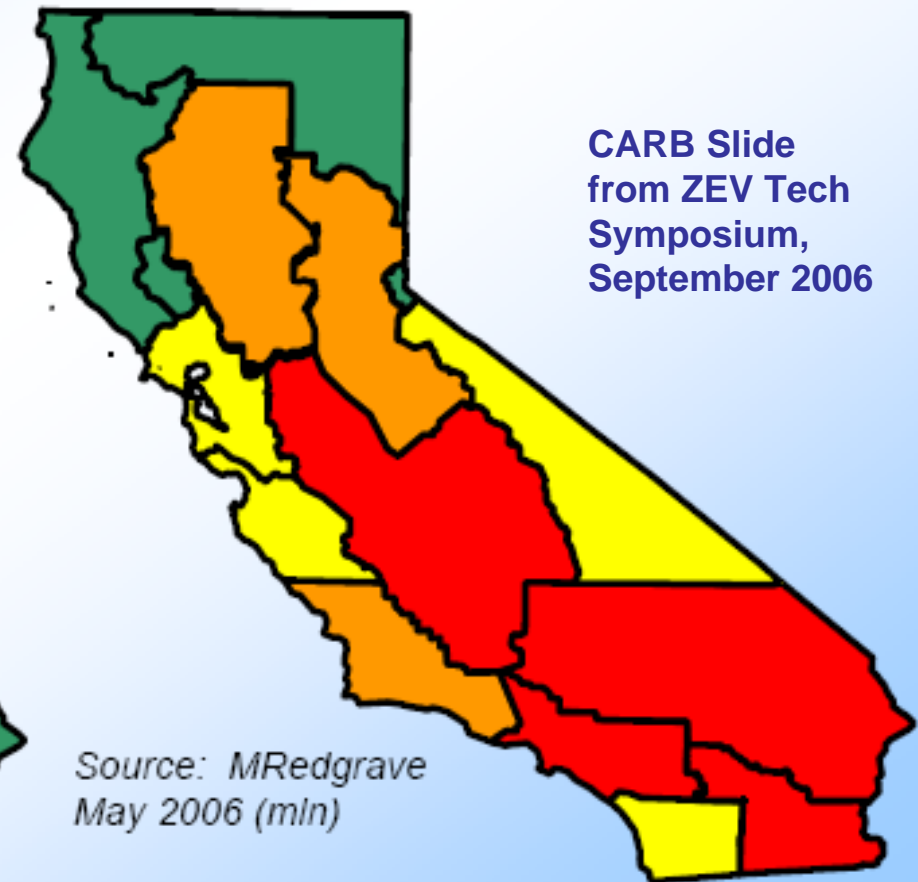 CARB Slide
from ZEV Tech
Symposium,
September 2006
Source: MRedgrave
May 2006 (mln)